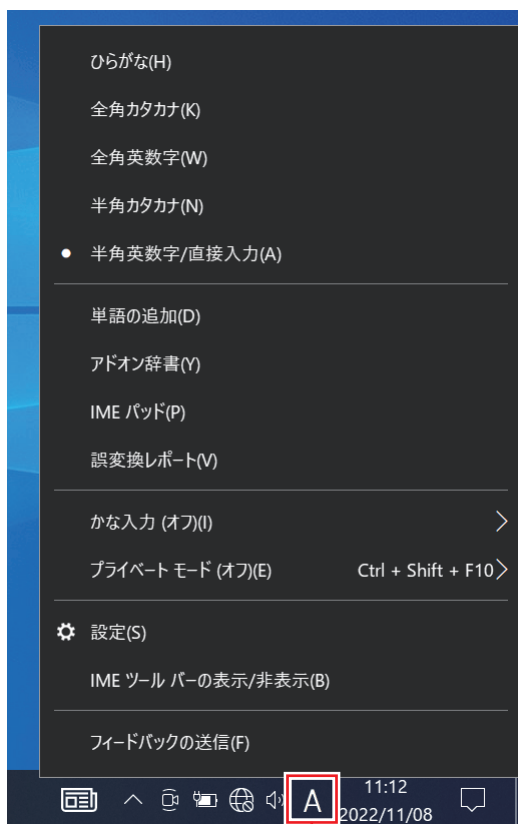 ひらがな(H)
全角カタカナ(K)
全角英数字(W)
半角カタカナ(N)
半角英数字/直接入力(A)
単語の追加(D)
アドオン辞書(Y)
IME パッド(P)
誤変換レポート(V)
かな入力 (オフ)(I)
プライベート モード (オフ)(E) Ctrl + Shift + F10
設定(S)
IME ツール バーの表示/非表示(B)
フィードバックの送信(F)
A 11:12
2022/11/08